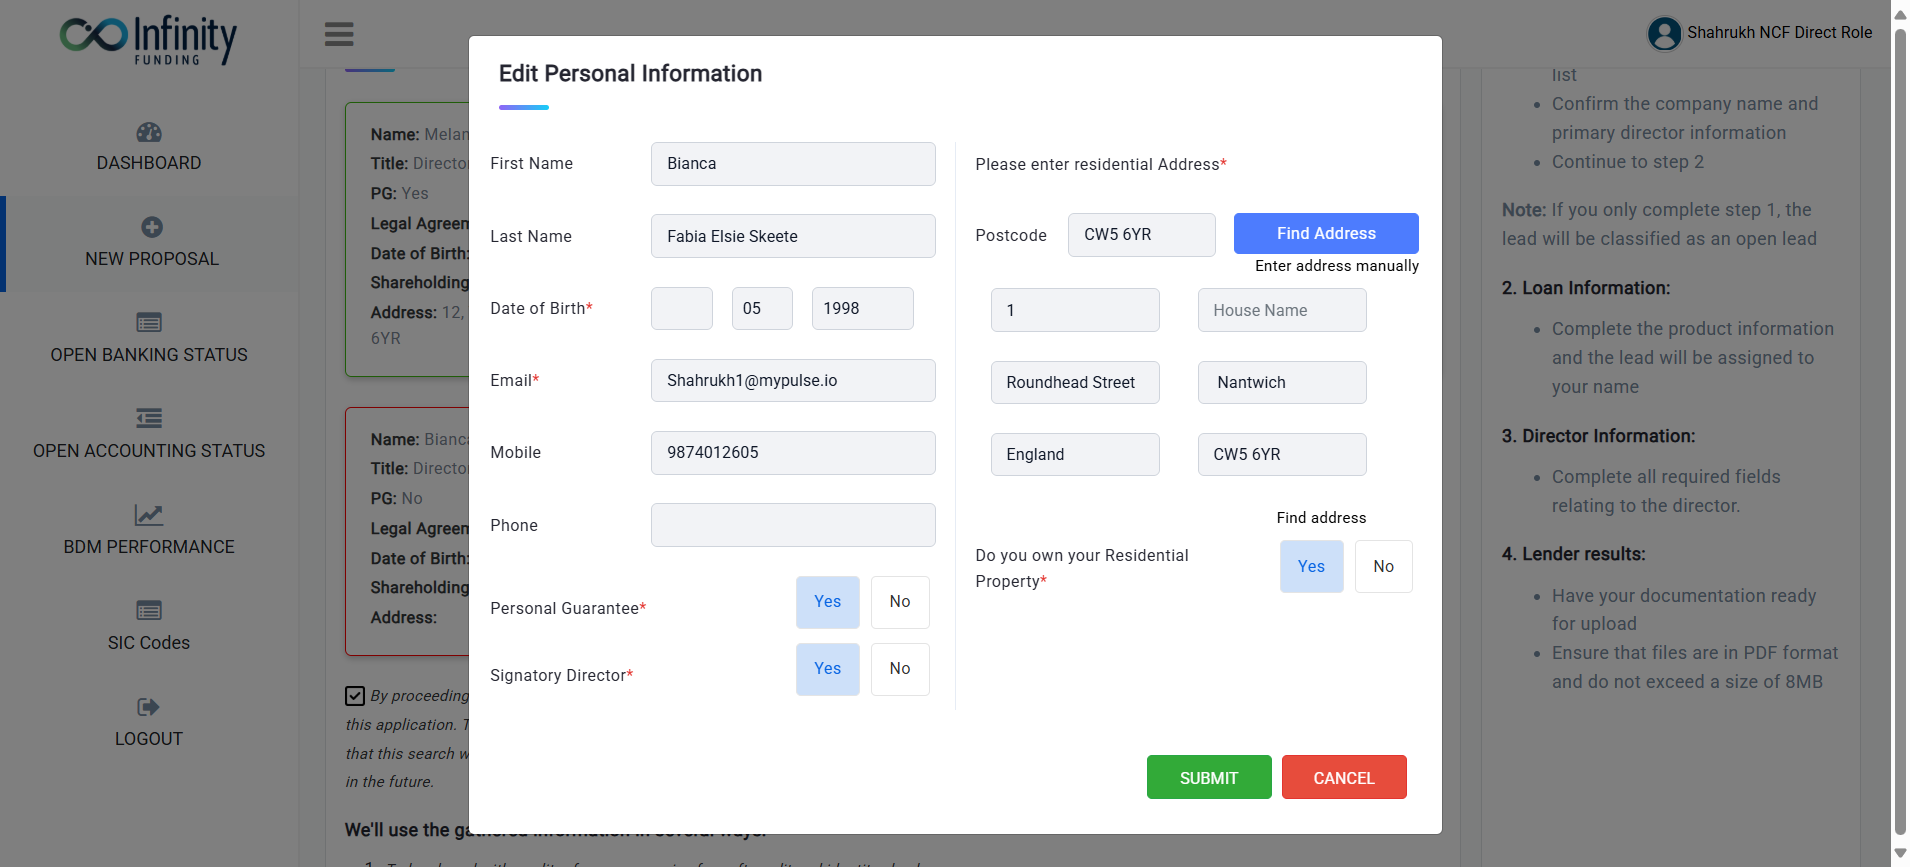 Infinity
FUNDING
DASHBOARD
NEW PROPOSAL
OPEN BANKING STATUS
OPEN ACCOUNTING STATUS
BDM PERFORMANCE
SIC Codes
LOGOUT
Shahrukh NCF Direct Role
Name: Melan
Title: Directo
PG: Yes
Legal Agreem
Date of Birth:
Shareholding
Address: 12,
6YR
Name: Bianca
Title: Directo
PG: No
Legal Agreem
Date of Birth:
Shareholding
Address:
By proceeding
this application. T
that this search w
in the future.
We'll use the gathered information in several ways:
Edit Personal Information
First Name
Bianca
Last Name
Fabia Elsie Skeete
Date of Birth*
05
1998
Email*
Shahrukh1@mypulse.io
Mobile
9874012605
Phone
Personal Guarantee*
Yes
No
Signatory Director*
Yes
No
Please enter residential Address*
Postcode
CW5 6YR
Find Address
Enter address manually
1
House Name
Roundhead Street
Nantwich
England
CW5 6YR
Find address
Do you own your Residential
Property*
Yes
No
SUBMIT
CANCEL
list
• Confirm the company name and
primary director information
• Continue to step 2
Note: If you only complete step 1, the
lead will be classified as an open lead
2. Loan Information:
• Complete the product information
and the lead will be assigned to
your name
3. Director Information:
• Complete all required fields
relating to the director.
4. Lender results:
• Have your documentation ready
for upload
• Ensure that files are in PDF format
and do not exceed a size of 8MB